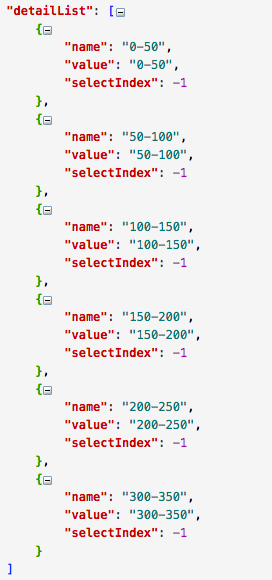 "detailList": [
{
"name": "0-50",
"value": "0-50",
"selectIndex": -1
},
{
"name": "50-100",
"value": "50-100",
"selectIndex": -1
},
{
"name": "100-150",
"value": "100-150",
"selectIndex": -1
},
{
"name": "150-200",
"value": "150-200",
"selectIndex": -1
},
{
"name": "200-250",
"value": "200-250",
"selectIndex": -1
},
{
"name": "300-350",
"value": "300-350",
"selectIndex": -1
}
]